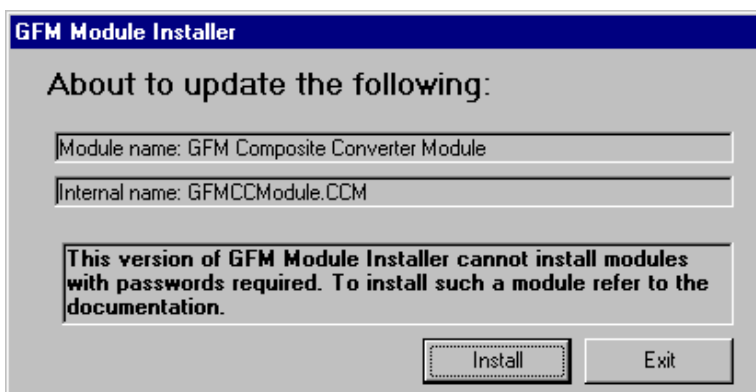 GFM Module Installer
About to update the following:
Module name: GFM Composite Converter Module
Internal name: GFMCCModule.CCM
This version of GFM Module Installer cannot install modules
with passwords required. To install such a module refer to the
documentation.
Install
Exit